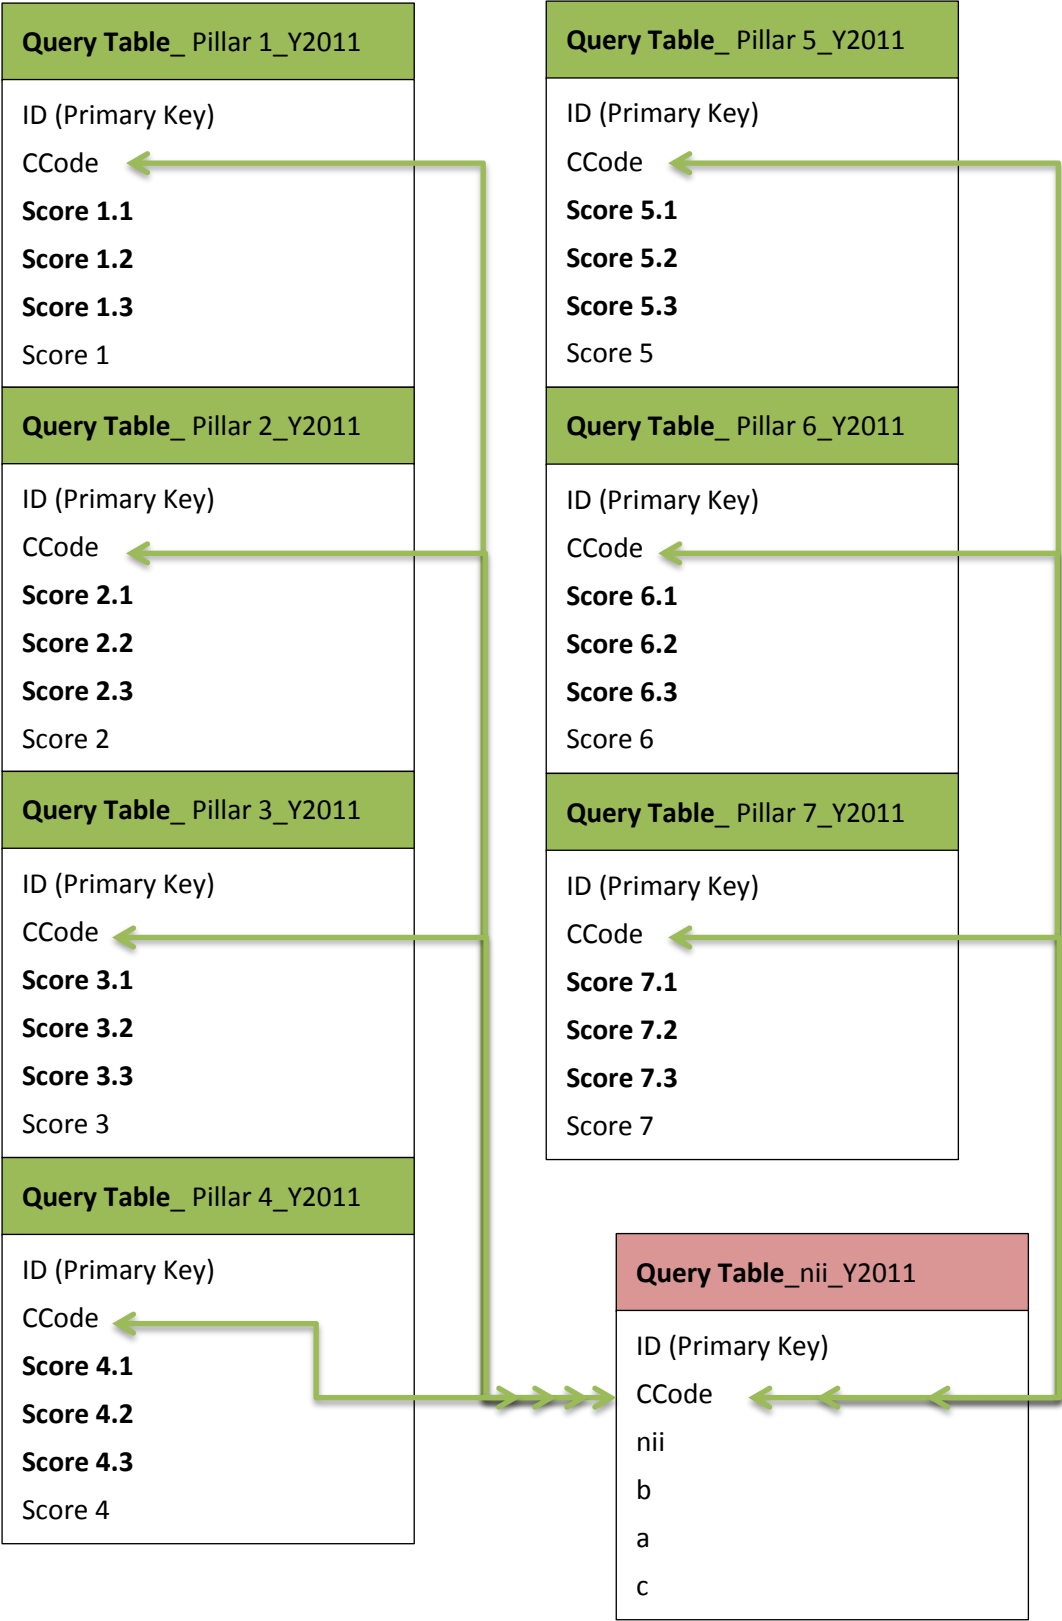 Query Table_ Pillar 1_Y2011
ID (Primary Key)
CCode
Score 1.1
Score 1.2
Score 1.3
Score 1
Query Table_ Pillar 2_Y2011
ID (Primary Key)
CCode
Score 2.1
Score 2.2
Score 2.3
Score 2
Query Table_ Pillar 3_Y2011
ID (Primary Key)
CCode
Score 3.1
Score 3.2
Score 3.3
Score 3
Query Table_ Pillar 4_Y2011
ID (Primary Key)
CCode
Score 4.1
Score 4.2
Score 4.3
Score 4
Query Table_ Pillar 5_Y2011
ID (Primary Key)
CCode
Score 5.1
Score 5.2
Score 5.3
Score 5
Query Table_ Pillar 6_Y2011
ID (Primary Key)
CCode
Score 6.1
Score 6.2
Score 6.3
Score 6
Query Table_ Pillar 7_Y2011
ID (Primary Key)
CCode
Score 7.1
Score 7.2
Score 7.3
Score 7
Query Table_nii_Y2011
ID (Primary Key)
CCode
nii
b
a
c